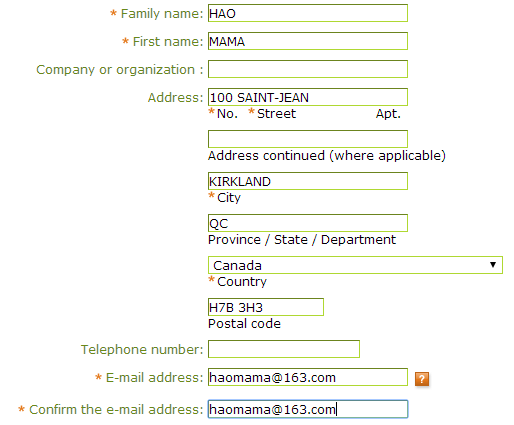 * Family name: HAO
* First name: MAMA
Company or organization :
Address: 100 SAINT-JEAN
* No. * Street Apt.
Address continued (where applicable)
KIRKLAND
* City
QC
Province / State / Department
Canada
* Country
H7B 3H3
Postal code
Telephone number:
* E-mail address: haomama@163.com ?
* Confirm the e-mail address: haomama@163.com